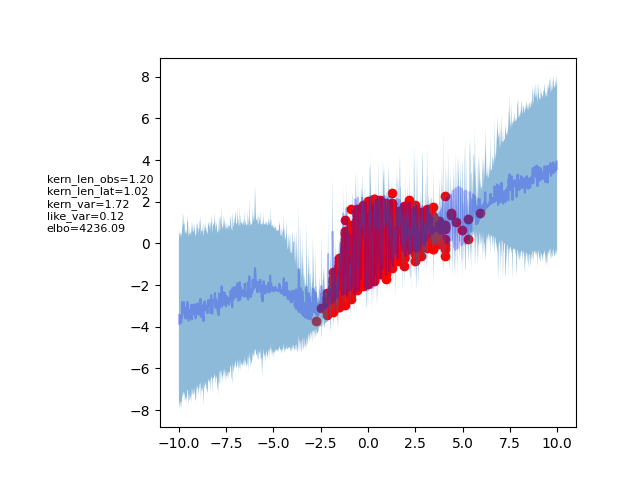 8
6
4
2
0
−2
−4
−6
−8
kern_len_obs=1.20
kern_len_lat=1.02
kern_var=1.72
like_var=0.12
elbo=4236.09
−10.0 −7.5 −5.0 −2.5 0.0 2.5 5.0 7.5 10.0